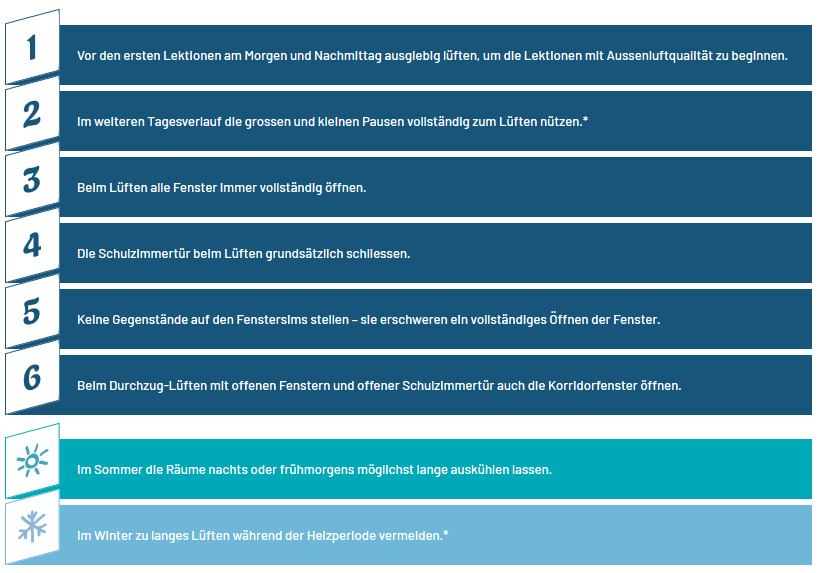 1
Vor den ersten Lektionen am Morgen und Nachmittag ausgiebig lüften, um die Lektionen mit Aussenluftqualität zu beginnen.
2
Im weiteren Tagesverlauf die grossen und kleinen Pausen vollständig zum Lüften nützen.*
3
Beim Lüften alle Fenster immer vollständig öffnen.
4
Die Schulzimmertür beim Lüften grundsätzlich schliessen.
5
Keine Gegenstände auf den Fenstersims stellen – sie erschweren ein vollständiges Öffnen der Fenster.
6
Beim Durchzug-Lüften mit offenen Fenstern und offener Schulzimmertür auch die Korridorfenster öffnen.
Im Sommer die Räume nachts oder frühmorgens möglichst lange auskühlen lassen.
Im Winter zu langes Lüften während der Heizperiode vermeiden.*